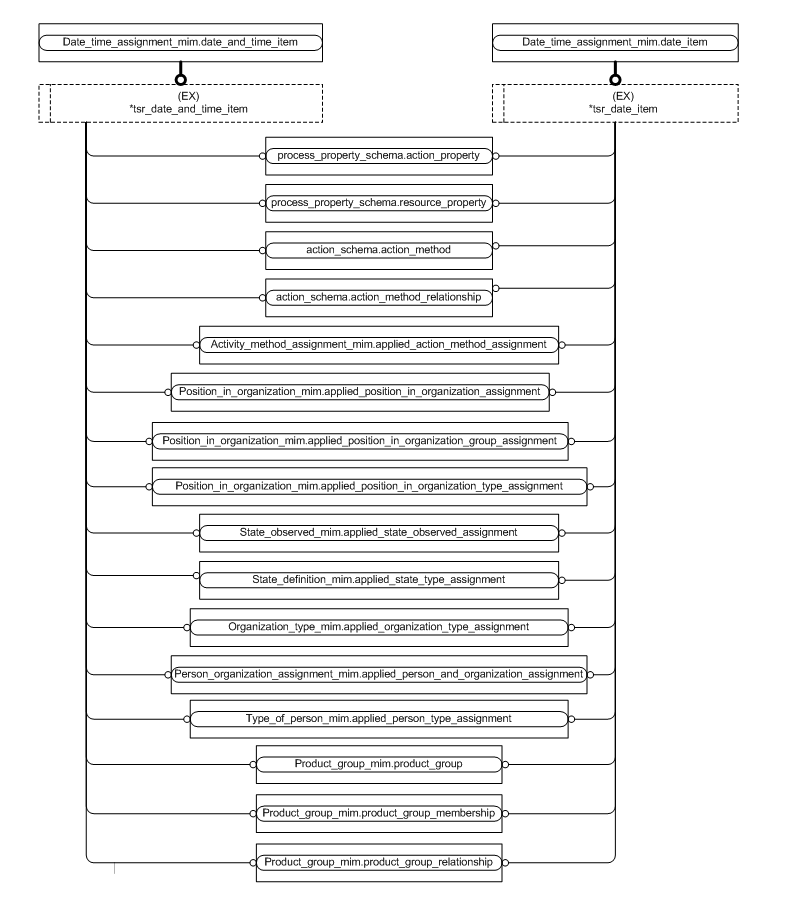 Date_time_assignment_mim.date_and_time_item
Date_time_assignment_mim.date_item
(EX)
*tsr_date_and_time_item
(EX)
*tsr_date_item
process_property_schema.action_property
process_property_schema.resource_property
action_schema.action_method
action_schema.action_method_relationship
Activity_method_assignment_mim.applied_action_method_assignment
Position_in_organization_mim.applied_position_in_organization_assignment
Position_in_organization_mim.applied_position_in_organization_group_assignment
Position_in_organization_mim.applied_position_in_organization_type_assignment
State_observed_mim.applied_state_observed_assignment
State_definition_mim.applied_state_type_assignment
Organization_type_mim.applied_organization_type_assignment
Person_organization_assignment_mim.applied_person_and_organization_assignment
Type_of_person_mim.applied_person_type_assignment
Product_group_mim.product_group
Product_group_mim.product_group_membership
Product_group_mim.product_group_relationship